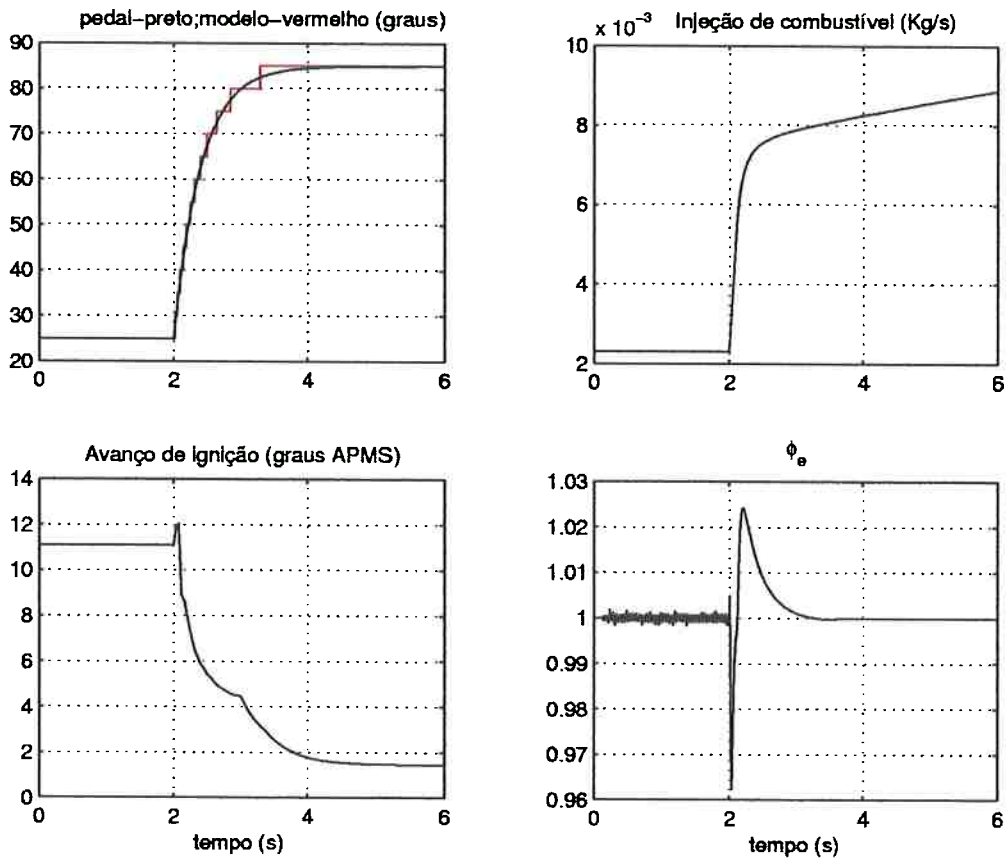 pedal–preto;modelo–vermelho (graus)
90
80
70
60
50
40
30
20
0 2 4 6
Injeção de combustível (Kg/s)
x 10⁻³
10
8
6
4
2
0 2 4 6
Avanço de ignição (graus APMS)
14
12
10
8
6
4
2
0
0 2 4 6
tempo (s)
ϕₑ
1.03
1.02
1.01
1
0.99
0.98
0.97
0.96
0 2 4 6
tempo (s)